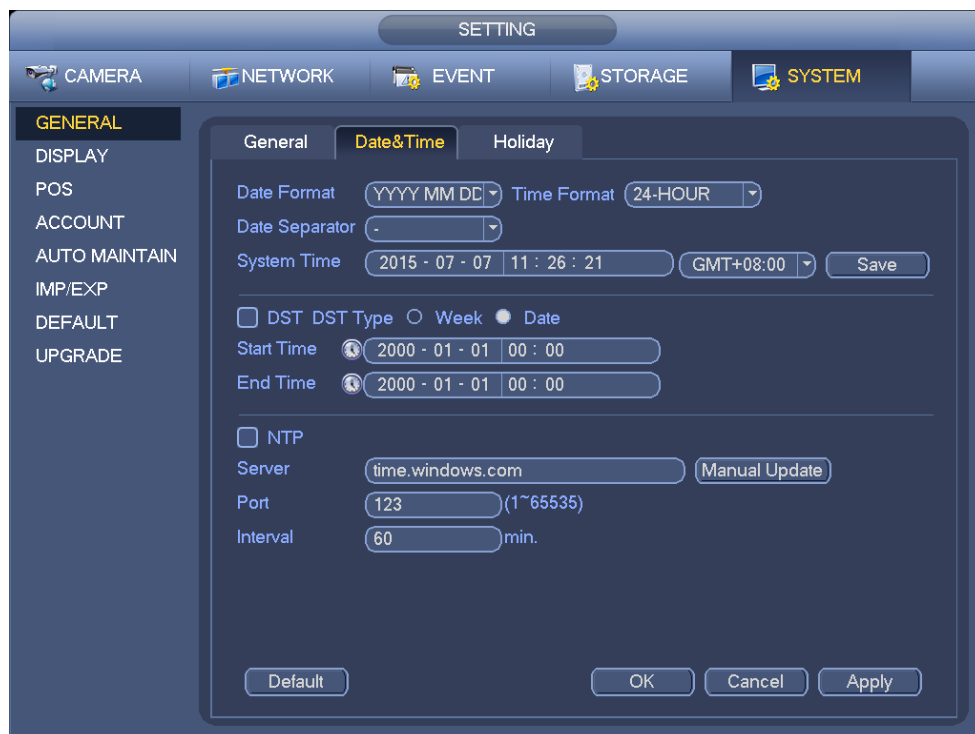 SETTING
CAMERA NETWORK EVENT STORAGE SYSTEM
GENERAL
DISPLAY
POS
ACCOUNT
AUTO MAINTAIN
IMP/EXP
DEFAULT
UPGRADE
General Date&Time Holiday
Date Format YYYY MM DD Time Format 24-HOUR
Date Separator -
System Time 2015 - 07 - 07 11 : 26 : 21 GMT+08:00 Save
DST DST Type Week Date
Start Time 2000 - 01 - 01 00 : 00
End Time 2000 - 01 - 01 00 : 00
NTP
Server time.windows.com Manual Update
Port 123 (1~65535)
Interval 60 min.
Default OK Cancel Apply